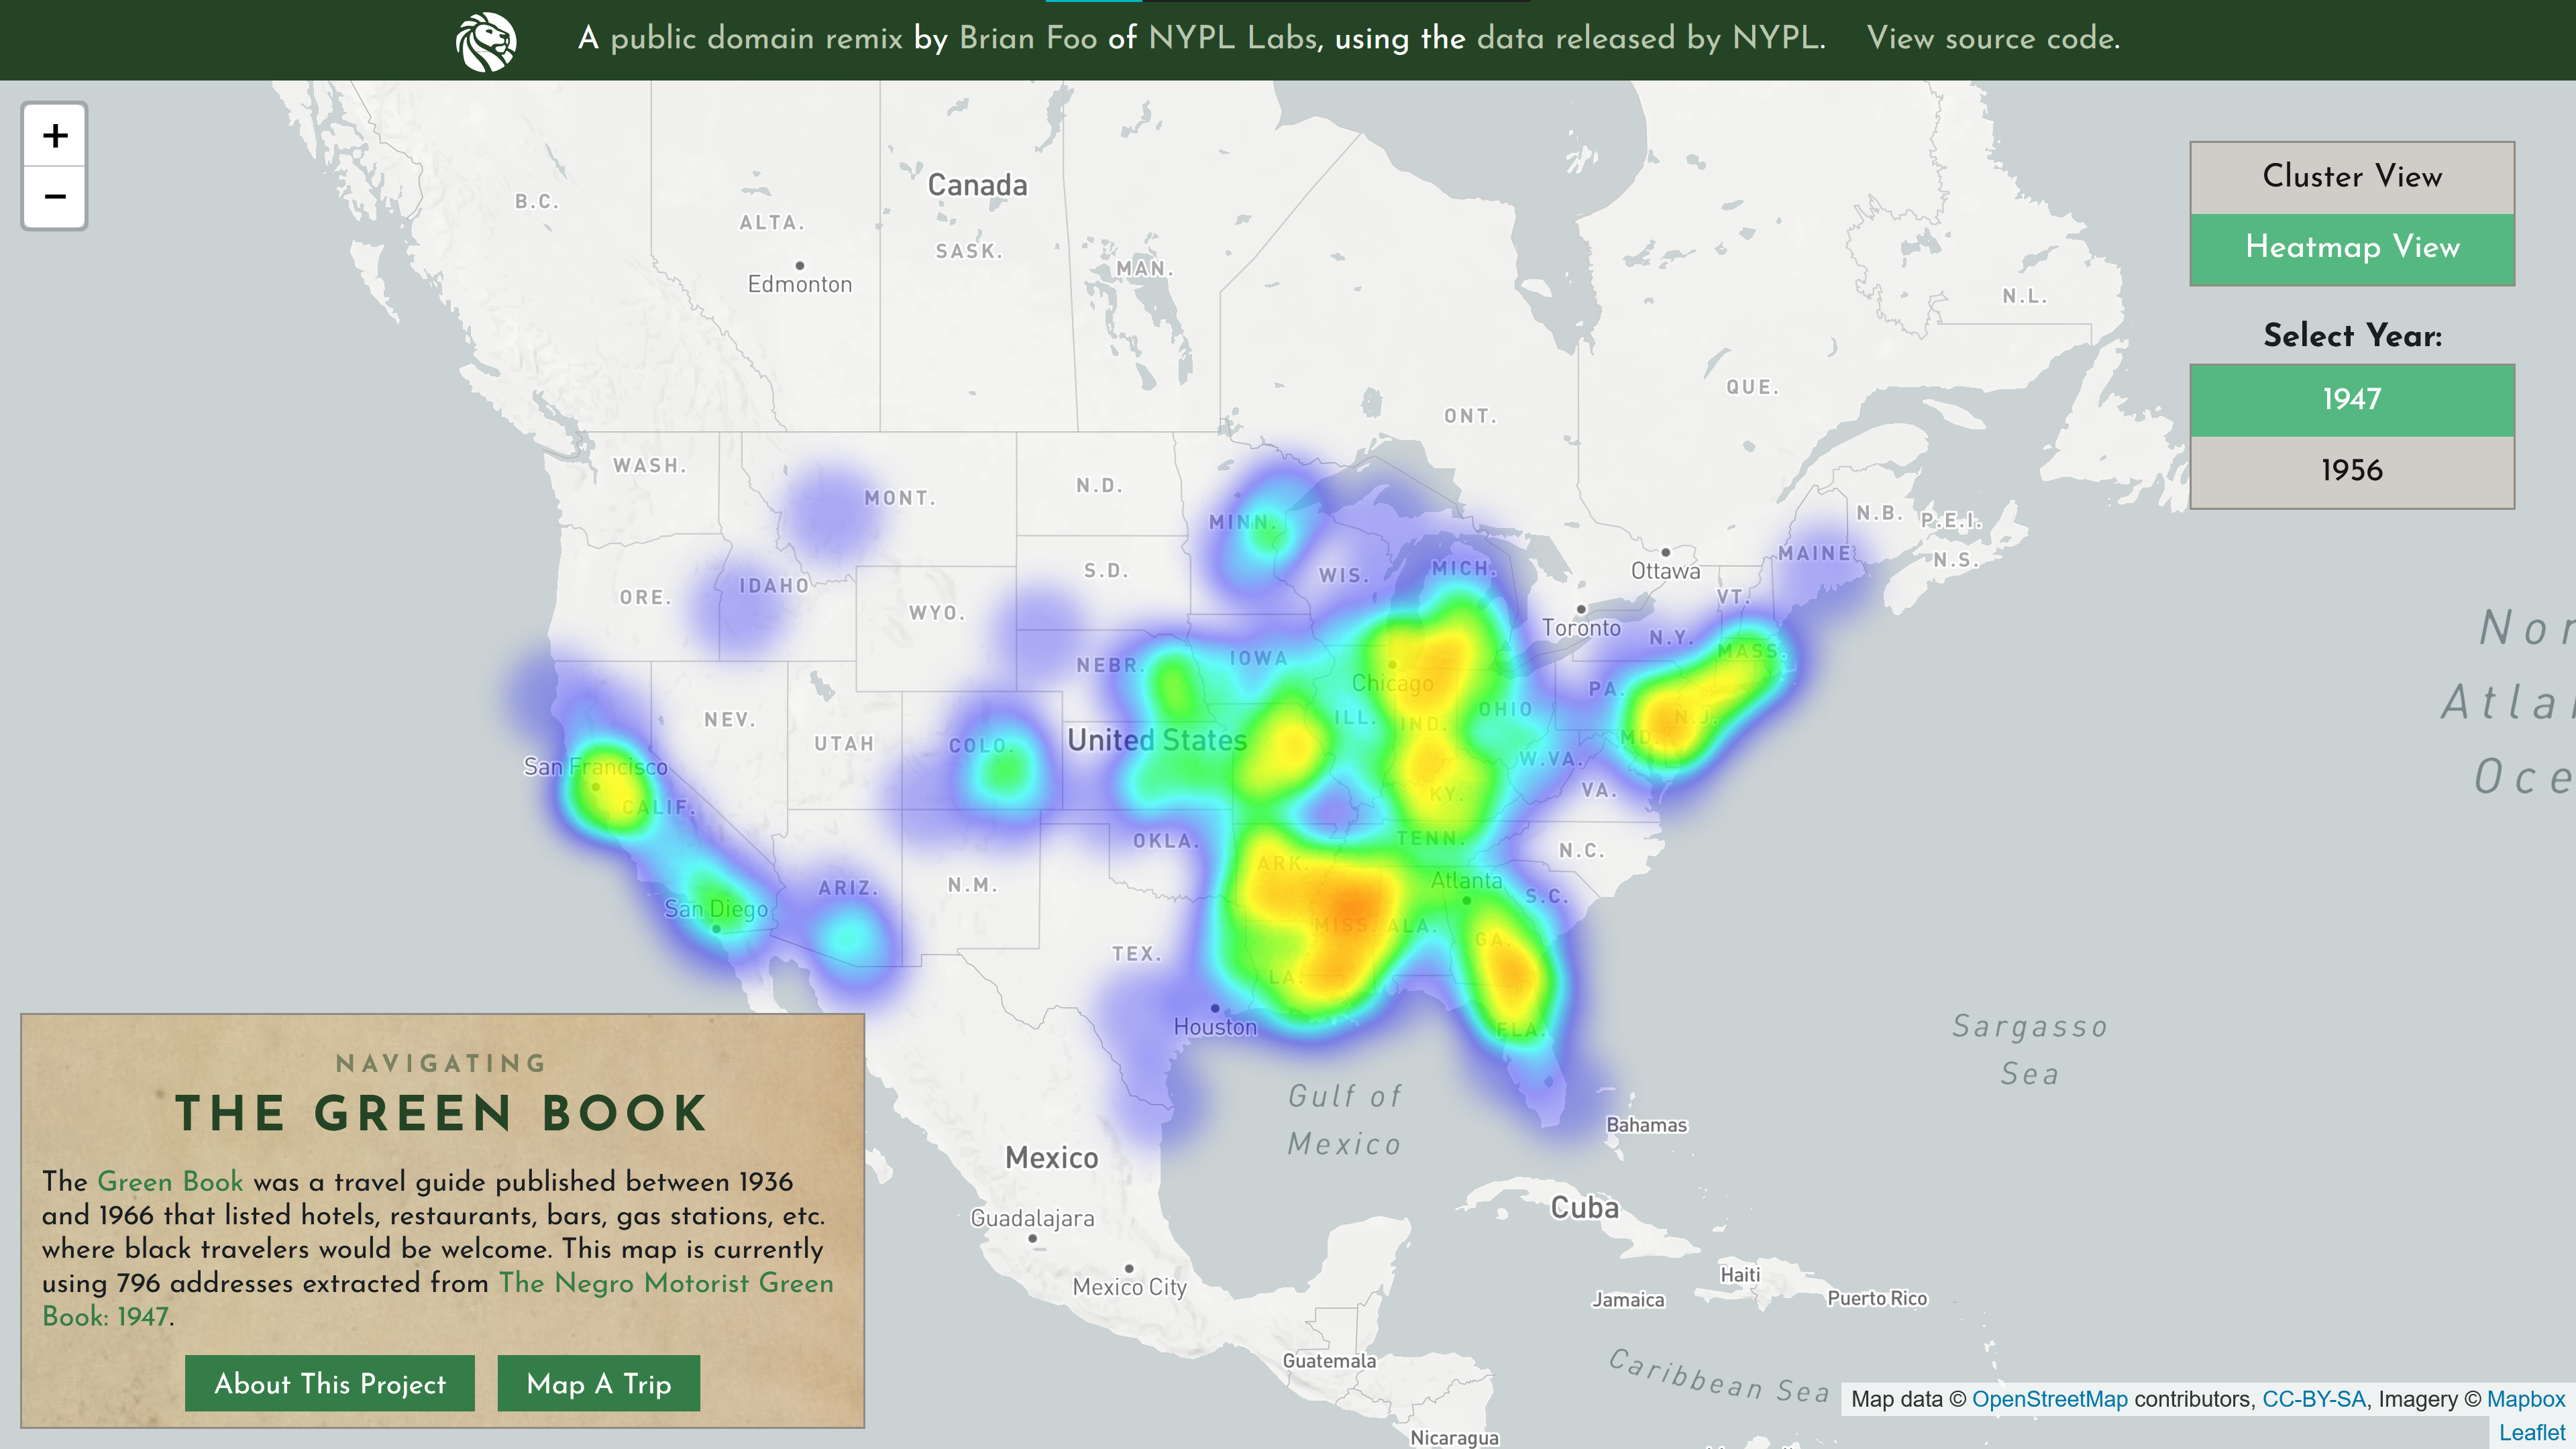 A public domain remix by Brian Foo of NYPL Labs, using the data released by NYPL. View source code.
+
−
Cluster View
Heatmap View
Select Year:
1947
1956
Canada
B.C.
ALTA.
SASK.
MAN.
Edmonton
N.L.
QUE.
ONT.
WASH.
MONT.
N.D.
MINN.
N.B.
P.E.I.
N.S.
MAINE
Ottawa
ORE.
IDAHO
S.D.
WIS.
MICH.
VT.
WYO.
Toronto
N.Y.
MASS.
NEBR.
IOWA
Chicago
PA.
NEV.
UTAH
COLO.
United States
ILL.
IND.
OHIO
N.J.
MD.
W.VA.
San Francisco
CALIF.
KY.
VA.
OKLA.
TENN.
N.C.
ARK.
ARIZ.
N.M.
Atlanta
S.C.
San Diego
MISS.
ALA.
GA.
TEX.
LA.
Houston
FLA.
Nor
Atlan
Oce
Sargasso
Sea
Gulf of
Mexico
Bahamas
Mexico
Cuba
Guadalajara
Mexico City
Haiti
Jamaica
Puerto Rico
Guatemala
Caribbean Sea
Nicaragua
NAVIGATING
THE GREEN BOOK
The Green Book was a travel guide published between 1936
and 1966 that listed hotels, restaurants, bars, gas stations, etc.
where black travelers would be welcome. This map is currently
using 796 addresses extracted from The Negro Motorist Green
Book: 1947.
About This Project
Map A Trip
Map data © OpenStreetMap contributors, CC-BY-SA, Imagery © Mapbox
Leaflet